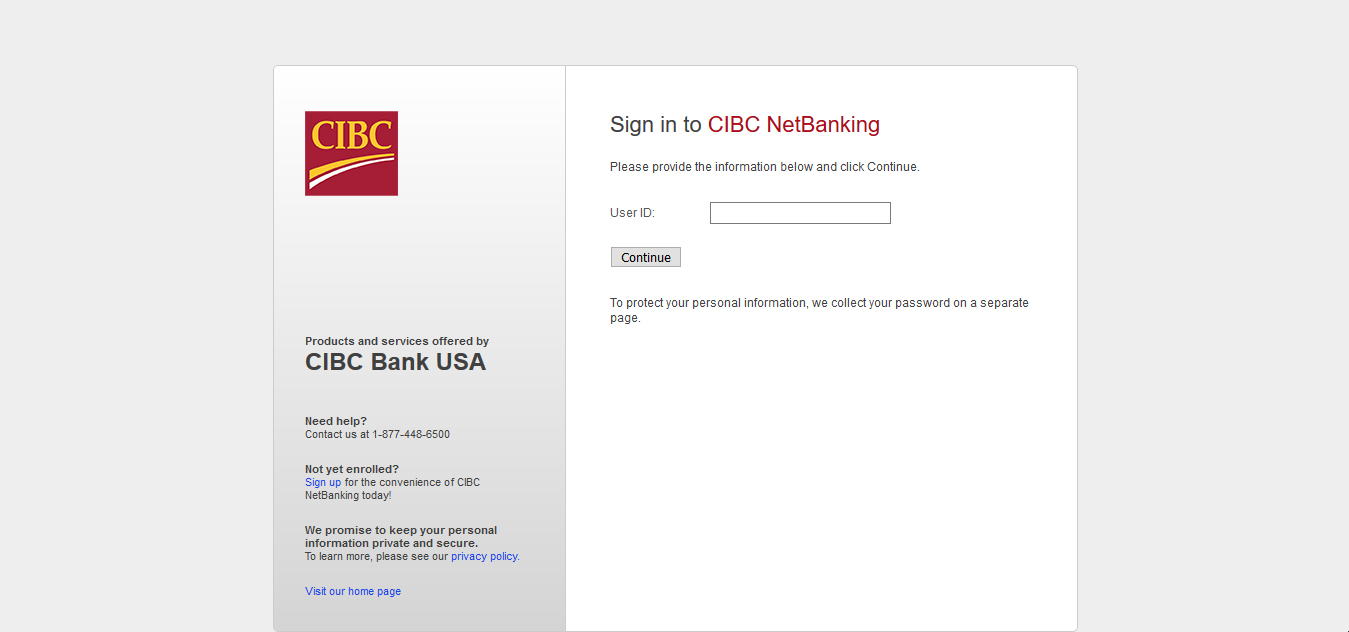 CIBC
Products and services offered by
CIBC Bank USA
Need help?
Contact us at 1-877-448-6500
Not yet enrolled?
Sign up for the convenience of CIBC
NetBanking today!
We promise to keep your personal
information private and secure.
To learn more, please see our privacy policy.
Visit our home page
Sign in to CIBC NetBanking
Please provide the information below and click Continue.
User ID:
Continue
To protect your personal information, we collect your password on a separate
page.